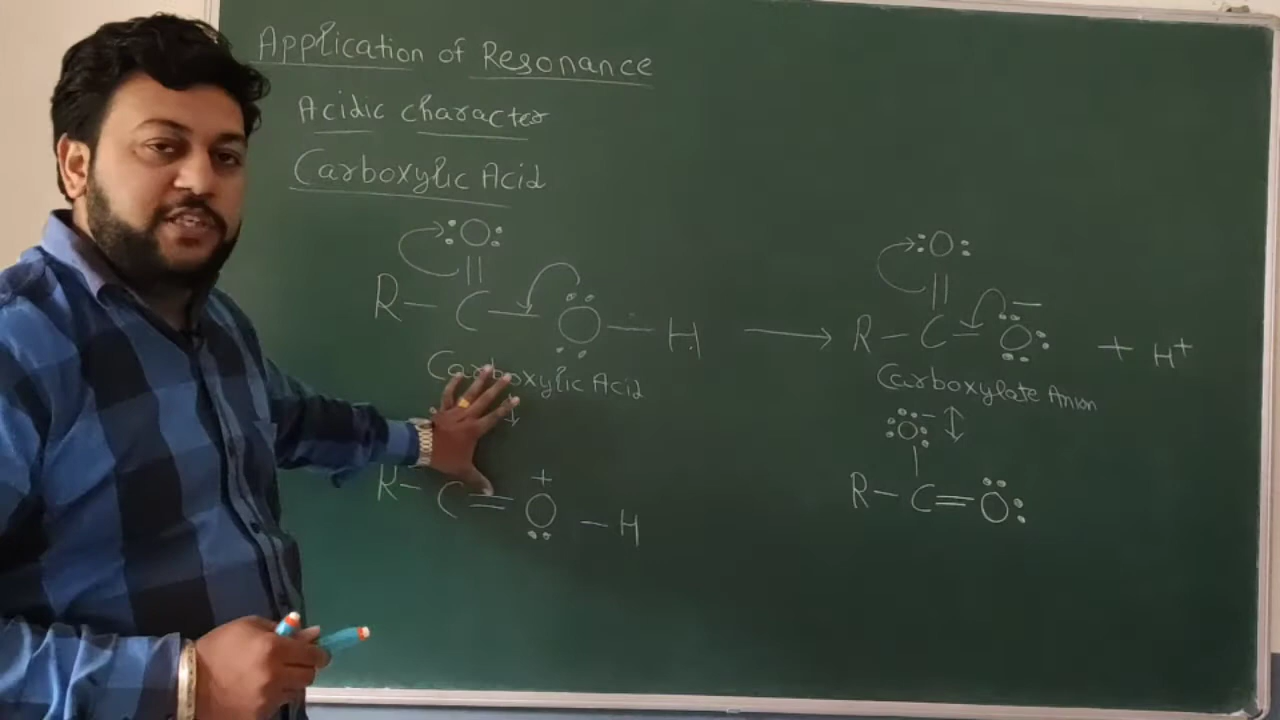 Application of Resonance
Acidic character
Carboxylic Acid
:O:
||
R — C — O — H
Carboxylic Acid
↓
R — C = O — H
+
⟶
:O:
||
R — C — O:
—
+ H+
Carboxylate Anion
:O: — ↕
|
R — C = O: